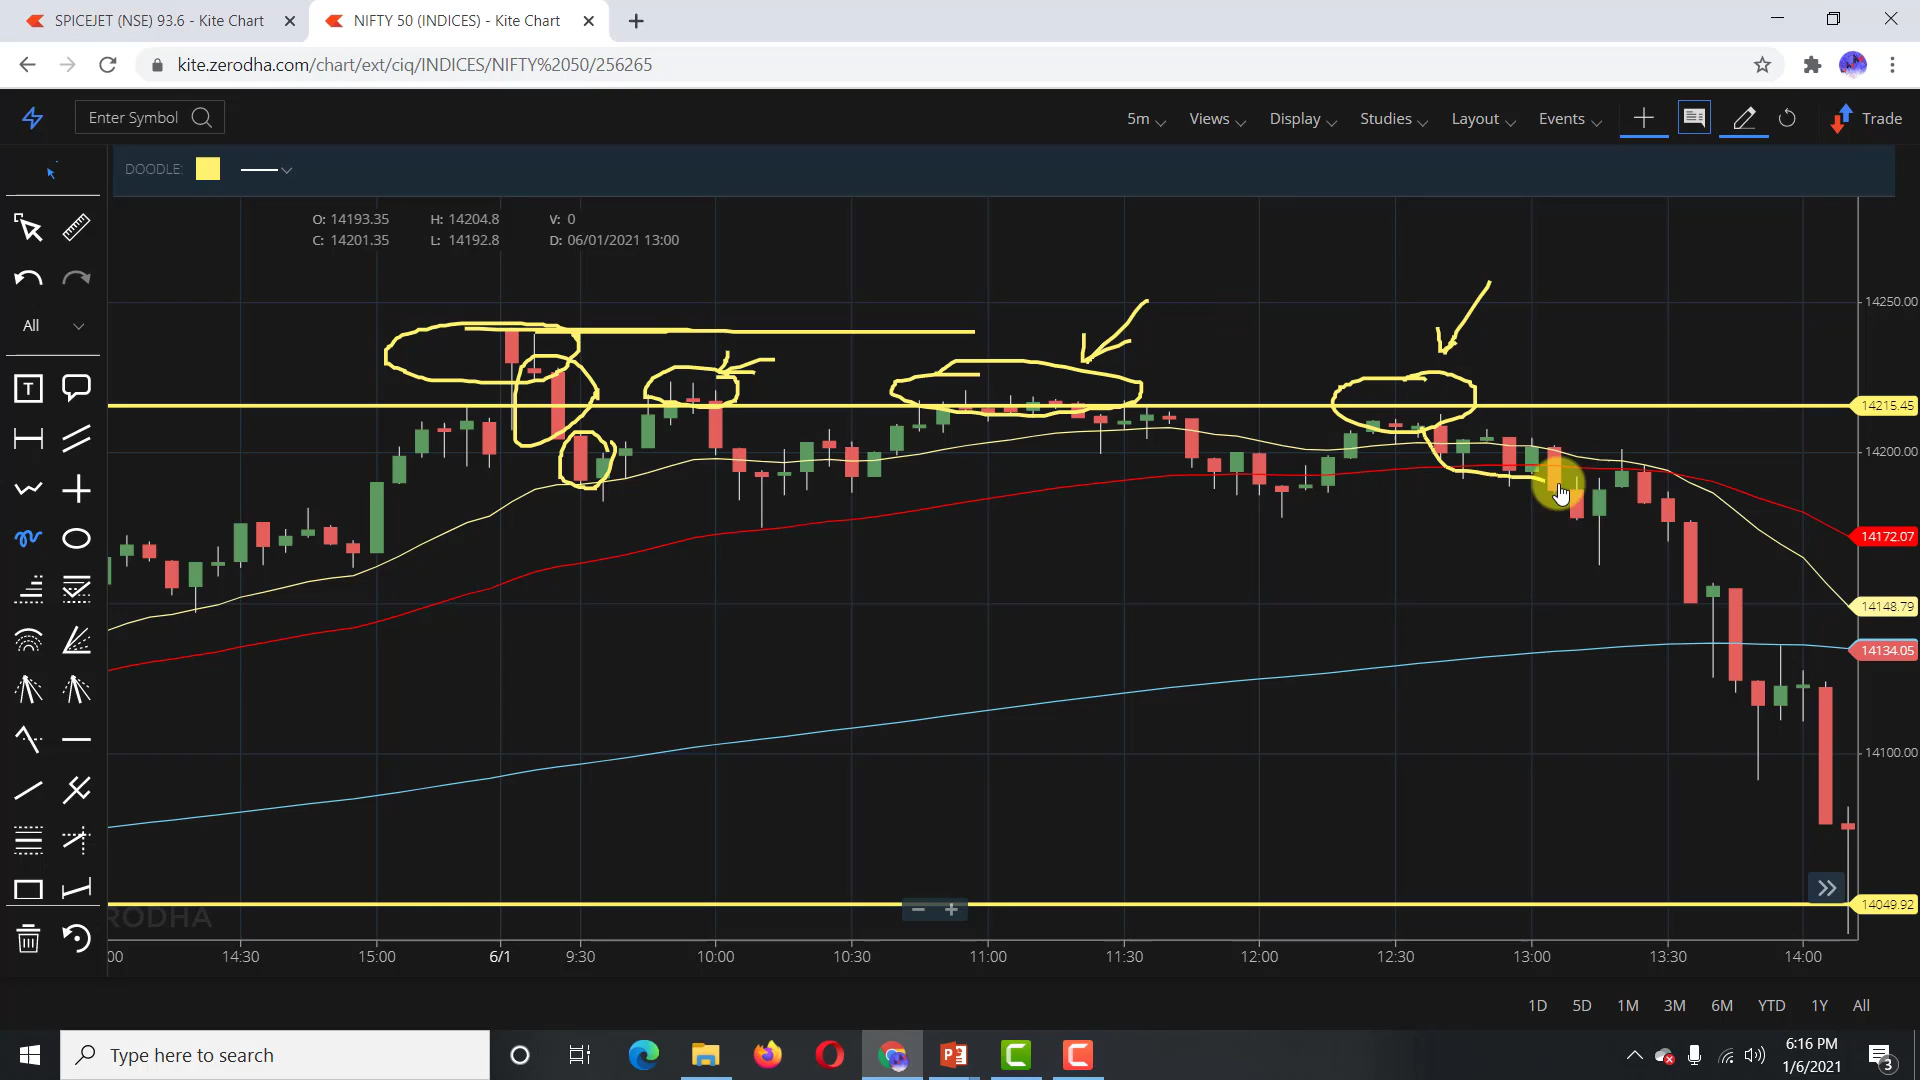 SPICEJET (NSE) 93.6 - Kite Chart
NIFTY 50 (INDICES) - Kite Chart
kite.zerodha.com/chart/ext/ciq/INDICES/NIFTY%2050/256265
Enter Symbol
5m
Views
Display
Studies
Layout
Events
Trade
DOODLE:
O: 14193.35 H: 14204.8 V: 0
C: 14201.35 L: 14192.8 D: 06/01/2021 13:00
All
T
14250.00
14215.45
14200.00
14172.07
14148.79
14134.05
14100.00
14049.92
RODHA
:00 14:30 15:00 6/1 9:30 10:00 10:30 11:00 11:30 12:00 12:30 13:00 13:30 14:00
1D 5D 1M 3M 6M YTD 1Y All
Type here to search
6:16 PM
1/6/2021
3